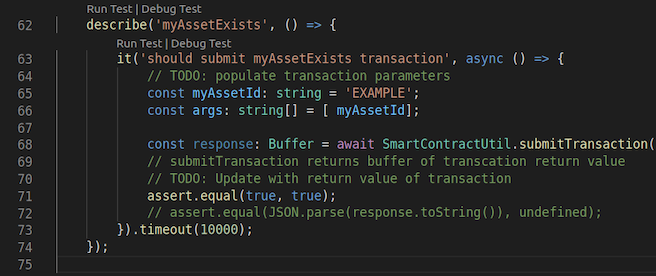 Run Test | Debug Test
62 describe('myAssetExists', () => {
Run Test | Debug Test
63 it('should submit myAssetExists transaction', async () => {
64 // TODO: populate transaction parameters
65 const myAssetId: string = 'EXAMPLE';
66 const args: string[] = [ myAssetId];
67
68 const response: Buffer = await SmartContractUtil.submitTransaction(
69 // submitTransaction returns buffer of transcation return value
70 // TODO: Update with return value of transaction
71 assert.equal(true, true);
72 // assert.equal(JSON.parse(response.toString()), undefined);
73 }).timeout(10000);
74 });
75